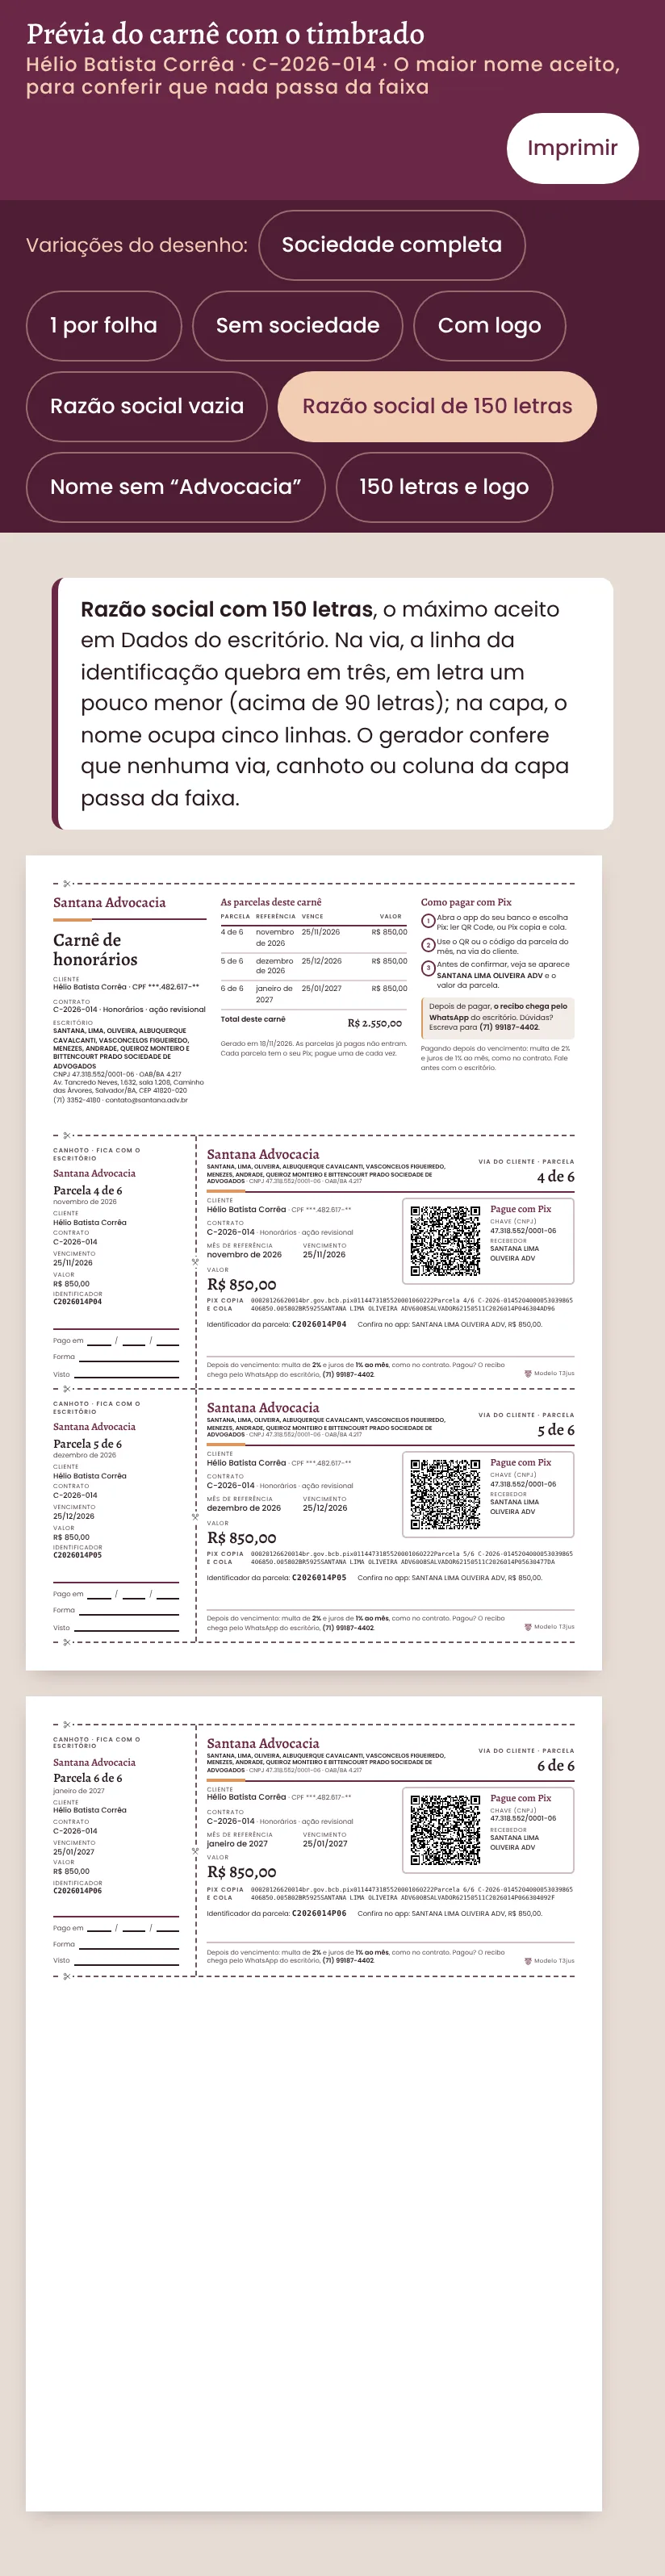 Prévia do carnê com o timbrado
Hélio Batista Corrêa · C-2026-014 · O maior nome aceito,
para conferir que nada passa da faixa
Imprimir
Variações do desenho:
Sociedade completa
1 por folha
Sem sociedade
Com logo
Razão social vazia
Razão social de 150 letras
Nome sem “Advocacia”
150 letras e logo
Razão social com 150 letras, o máximo aceito
em Dados do escritório. Na via, a linha da
identificação quebra em três, em letra um
pouco menor (acima de 90 letras); na capa, o
nome ocupa cinco linhas. O gerador confere
que nenhuma via, canhoto ou coluna da capa
passa da faixa.
Santana Advocacia
Carnê de
honorários
CLIENTE
Hélio Batista Corrêa · CPF ***.482.617-**
CONTRATO
C-2026-014 · Honorários · ação revisional
ESCRITÓRIO
SANTANA, LIMA, OLIVEIRA, ALBUQUERQUE
CAVALCANTI, VASCONCELOS FIGUEIREDO,
MENEZES, ANDRADE, QUEIROZ MONTEIRO E
BITTENCOURT PRADO SOCIEDADE DE
ADVOGADOS
CNPJ 47.318.552/0001-06 · OAB/BA 4.217
Av. Tancredo Neves, 1.632, sala 1.208, Caminho
das Árvores, Salvador/BA, CEP 41820-020
(71) 3352-4180 · contato@santana.adv.br
As parcelas deste carnê
PARCELA REFERÊNCIA VENCE VALOR
4 de 6 novembro de 2026 25/11/2026 R$ 850,00
5 de 6 dezembro de 2026 25/12/2026 R$ 850,00
6 de 6 janeiro de 2027 25/01/2027 R$ 850,00
Total deste carnê R$ 2.550,00
Gerado em 18/11/2026. As parcelas já pagas não entram.
Cada parcela tem o seu Pix; pague uma de cada vez.
Como pagar com Pix
1 Abra o app do seu banco e escolha
Pix: ler QR Code, ou Pix copia e cola.
2 Use o QR ou o código da parcela do
mês, na via do cliente.
3 Antes de confirmar, veja se aparece
SANTANA LIMA OLIVEIRA ADV e o
valor da parcela.
Depois de pagar, o recibo chega pelo
WhatsApp do escritório. Dúvidas?
Escreva para (71) 99187-4402.
Pagando depois do vencimento: multa de 2%
e juros de 1% ao mês, como no contrato. Fale
antes com o escritório.
CANHOTO · FICA COM O
ESCRITÓRIO
Santana Advocacia
Parcela 4 de 6
novembro de 2026
CLIENTE
Hélio Batista Corrêa
CONTRATO
C-2026-014
VENCIMENTO
25/11/2026
VALOR
R$ 850,00
IDENTIFICADOR
C2026014P04
Pago em / /
Forma
Visto
Santana Advocacia
SANTANA, LIMA, OLIVEIRA, ALBUQUERQUE CAVALCANTI, VASCONCELOS FIGUEIREDO,
MENEZES, ANDRADE, QUEIROZ MONTEIRO E BITTENCOURT PRADO SOCIEDADE DE
ADVOGADOS · CNPJ 47.318.552/0001-06 · OAB/BA 4.217
VIA DO CLIENTE · PARCELA
4 de 6
CLIENTE
Hélio Batista Corrêa · CPF ***.482.617-**
CONTRATO
C-2026-014 · Honorários · ação revisional
MÊS DE REFERÊNCIA VENCIMENTO
novembro de 2026 25/11/2026
VALOR
R$ 850,00
Pague com Pix
CHAVE (CNPJ)
47.318.552/0001-06
RECEBEDOR
SANTANA LIMA
OLIVEIRA ADV
PIX COPIA
E COLA
Identificador da parcela: C2026014P04 Confira no app: SANTANA LIMA OLIVEIRA ADV, R$ 850,00.
Depois do vencimento: multa de 2% e juros de 1% ao mês, como no contrato. Pagou? O recibo
chega pelo WhatsApp do escritório, (71) 99187-4402.
Modelo T3jus
CANHOTO · FICA COM O
ESCRITÓRIO
Santana Advocacia
Parcela 5 de 6
dezembro de 2026
CLIENTE
Hélio Batista Corrêa
CONTRATO
C-2026-014
VENCIMENTO
25/12/2026
VALOR
R$ 850,00
IDENTIFICADOR
C2026014P05
Pago em / /
Forma
Visto
Santana Advocacia
SANTANA, LIMA, OLIVEIRA, ALBUQUERQUE CAVALCANTI, VASCONCELOS FIGUEIREDO,
MENEZES, ANDRADE, QUEIROZ MONTEIRO E BITTENCOURT PRADO SOCIEDADE DE
ADVOGADOS · CNPJ 47.318.552/0001-06 · OAB/BA 4.217
VIA DO CLIENTE · PARCELA
5 de 6
CLIENTE
Hélio Batista Corrêa · CPF ***.482.617-**
CONTRATO
C-2026-014 · Honorários · ação revisional
MÊS DE REFERÊNCIA VENCIMENTO
dezembro de 2026 25/12/2026
VALOR
R$ 850,00
Pague com Pix
CHAVE (CNPJ)
47.318.552/0001-06
RECEBEDOR
SANTANA LIMA
OLIVEIRA ADV
PIX COPIA
E COLA
Identificador da parcela: C2026014P05 Confira no app: SANTANA LIMA OLIVEIRA ADV, R$ 850,00.
Depois do vencimento: multa de 2% e juros de 1% ao mês, como no contrato. Pagou? O recibo
chega pelo WhatsApp do escritório, (71) 99187-4402.
Modelo T3jus
CANHOTO · FICA COM O
ESCRITÓRIO
Santana Advocacia
Parcela 6 de 6
janeiro de 2027
CLIENTE
Hélio Batista Corrêa
CONTRATO
C-2026-014
VENCIMENTO
25/01/2027
VALOR
R$ 850,00
IDENTIFICADOR
C2026014P06
Pago em / /
Forma
Visto
Santana Advocacia
SANTANA, LIMA, OLIVEIRA, ALBUQUERQUE CAVALCANTI, VASCONCELOS FIGUEIREDO,
MENEZES, ANDRADE, QUEIROZ MONTEIRO E BITTENCOURT PRADO SOCIEDADE DE
ADVOGADOS · CNPJ 47.318.552/0001-06 · OAB/BA 4.217
VIA DO CLIENTE · PARCELA
6 de 6
CLIENTE
Hélio Batista Corrêa · CPF ***.482.617-**
CONTRATO
C-2026-014 · Honorários · ação revisional
MÊS DE REFERÊNCIA VENCIMENTO
janeiro de 2027 25/01/2027
VALOR
R$ 850,00
Pague com Pix
CHAVE (CNPJ)
47.318.552/0001-06
RECEBEDOR
SANTANA LIMA
OLIVEIRA ADV
PIX COPIA
E COLA
Identificador da parcela: C2026014P06 Confira no app: SANTANA LIMA OLIVEIRA ADV, R$ 850,00.
Depois do vencimento: multa de 2% e juros de 1% ao mês, como no contrato. Pagou? O recibo
chega pelo WhatsApp do escritório, (71) 99187-4402.
Modelo T3jus